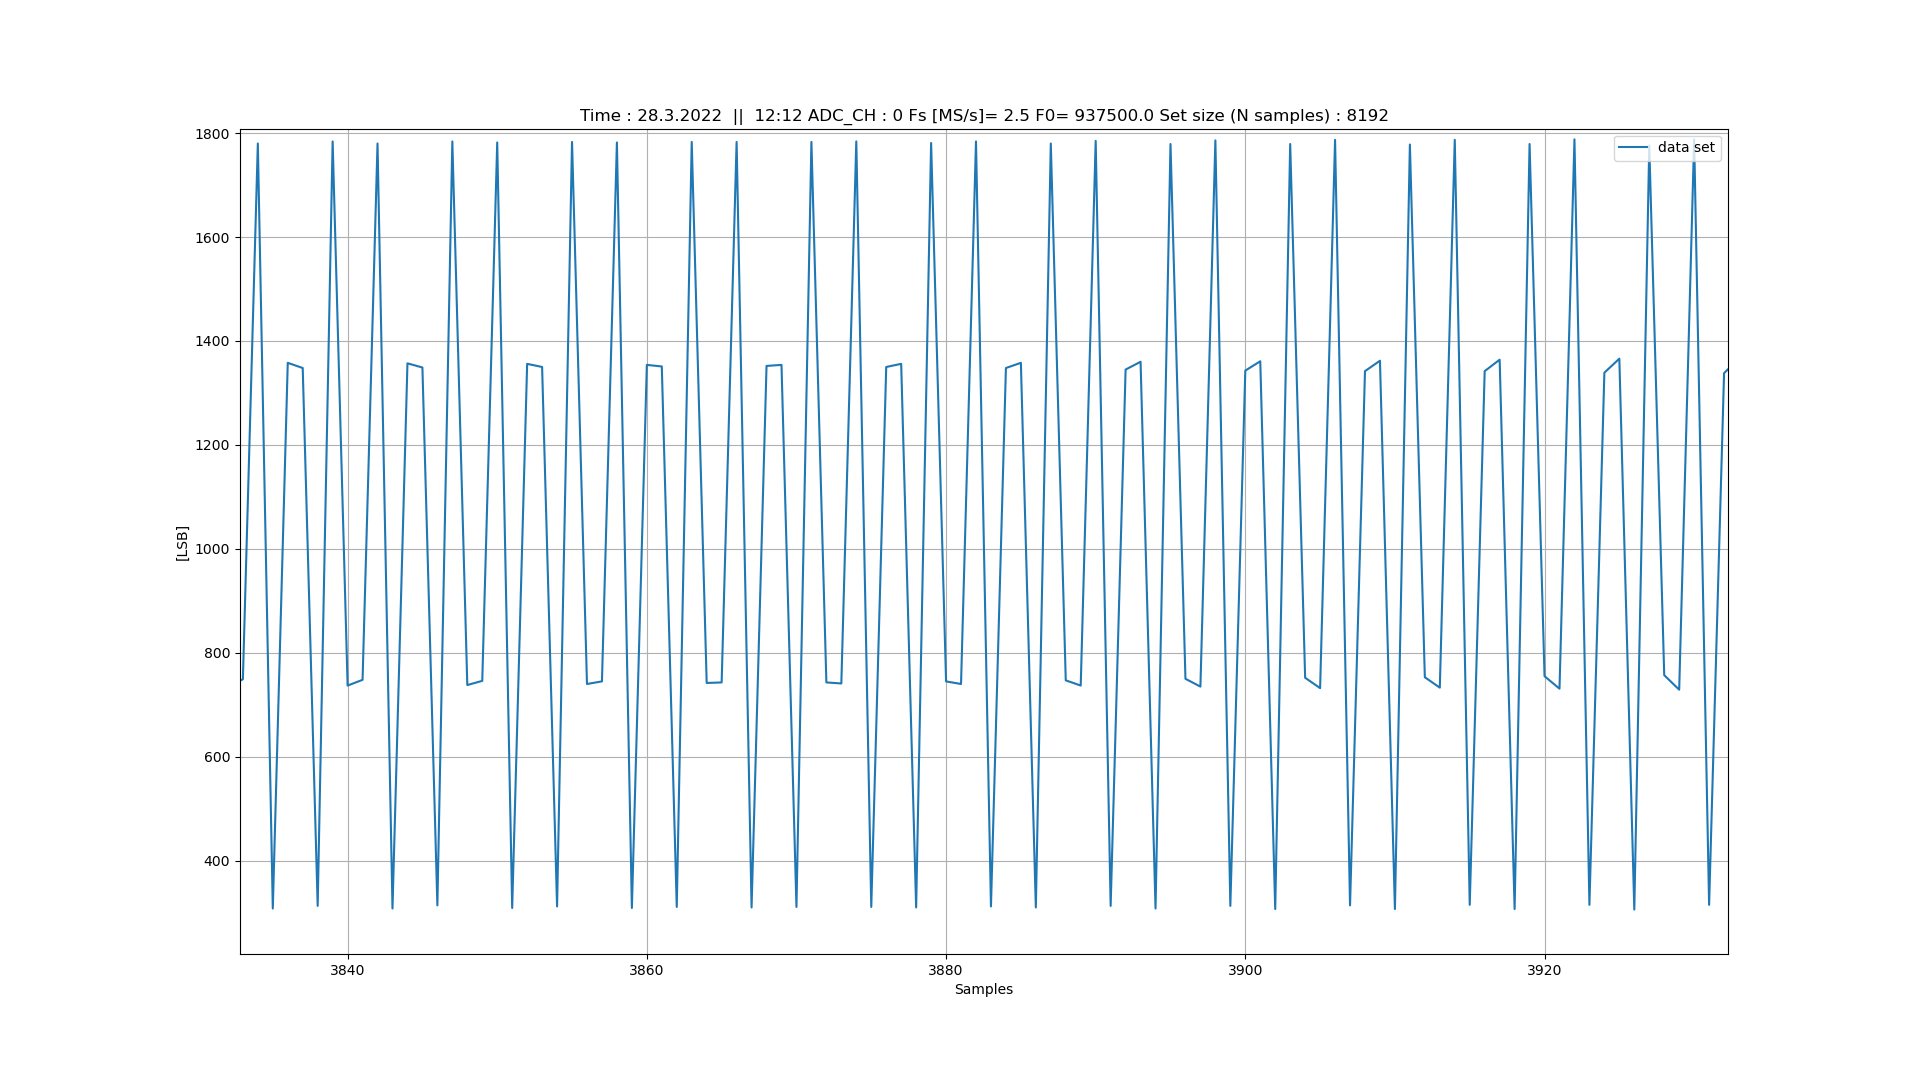 Time : 28.3.2022  ||  12:12 ADC_CH : 0 Fs [MS/s]= 2.5 F0= 937500.0 Set size (N samples) : 8192
data set
1800
1600
1400
1200
1000
800
600
400
[LSB]
3840 3860 3880 3900 3920
Samples